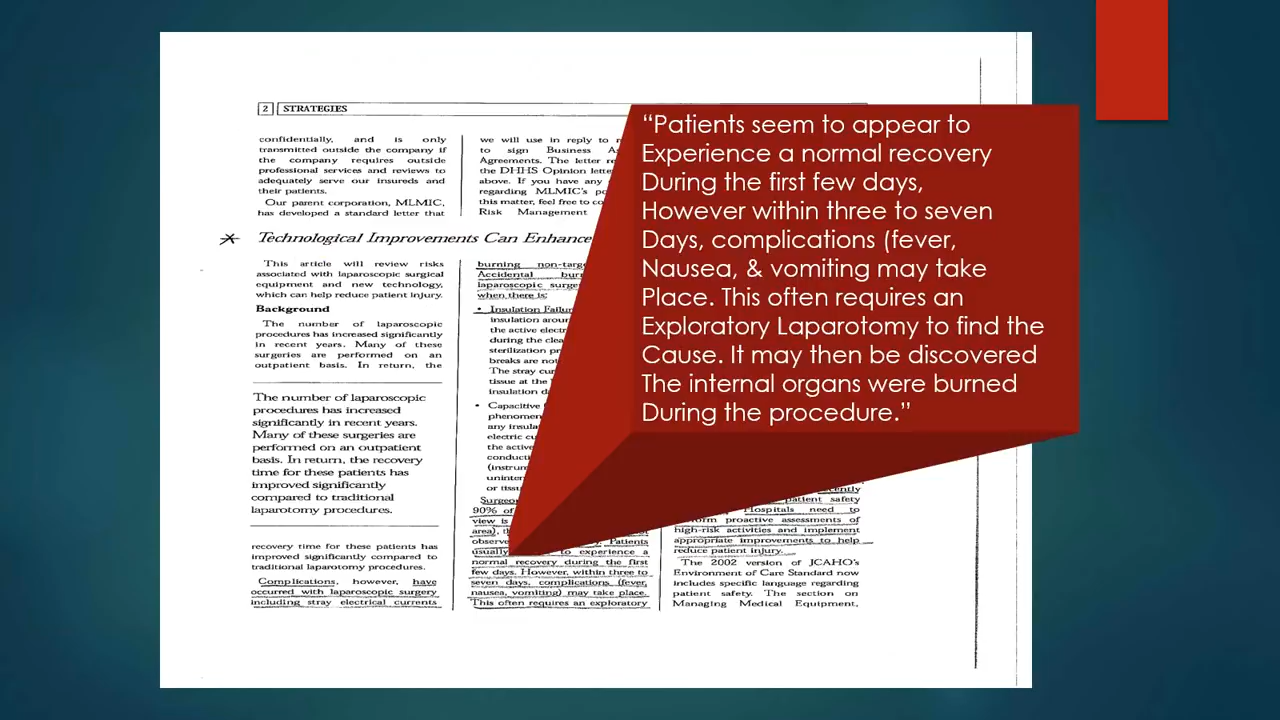 2 STRATEGIES
confidentially, and is only
transmitted outside the company if
the company requires outside
professional services and reviews to
adequately serve our insureds and
their patients.
Our parent corporation, MLMIC,
has developed a standard letter that
we will use in reply to
to sign Business
Agreements. The letter
the DHHS Opinion
above. If you have any
regarding MLMIC's
this matter, feel free to
Risk Management
Technological Improvements Can Enhance
This article will review risks
associated with laparoscopic surgical
equipment and new technology,
which can help reduce patient injury.
Background
The number of laparoscopic
procedures has increased significantly
in recent years. Many of these
surgeries are performed on an
outpatient basis. In return, the
The number of laparoscopic
procedures has increased
significantly in recent years.
Many of these surgeries are
performed on an outpatient
basis. In return, the recovery
time for these patients has
improved significantly
compared to traditional
laparotomy procedures.
recovery time for these patients has
improved significantly compared to
traditional laparotomy procedures.
Complications, however, have
occurred with laparoscopic surgery
including stray electrical currents
burning
Accidental
laparoscopic
when there is:
• Insulation
insulation
the active
during the
sterilization
breaks are
The stray
tissue at the
insulation
• Capacitive
any
electric
the active
or
90% of
view is
Patients
usually to experience a
normal recovery during the first
few days. However, within three to
seven days, complications (fever,
nausea, vomiting) may take place.
This often requires an exploratory
patient safety
Hospitals need to
proactive assessments of
high-risk activities and implement
appropriate improvements to help
reduce patient injury.
The 2002 version of JCAHO's
Environment of Care Standard now
includes specific language regarding
patient safety. The section on
Managing Medical Equipment,
“Patients seem to appear to
Experience a normal recovery
During the first few days,
However within three to seven
Days, complications (fever,
Nausea, & vomiting may take
Place. This often requires an
Exploratory Laparotomy to find the
Cause. It may then be discovered
The internal organs were burned
During the procedure.”